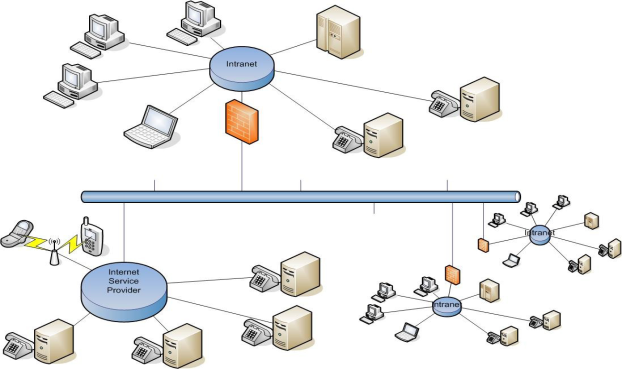 Intranet
Intranet
Internet
Service
Provider
Intrane